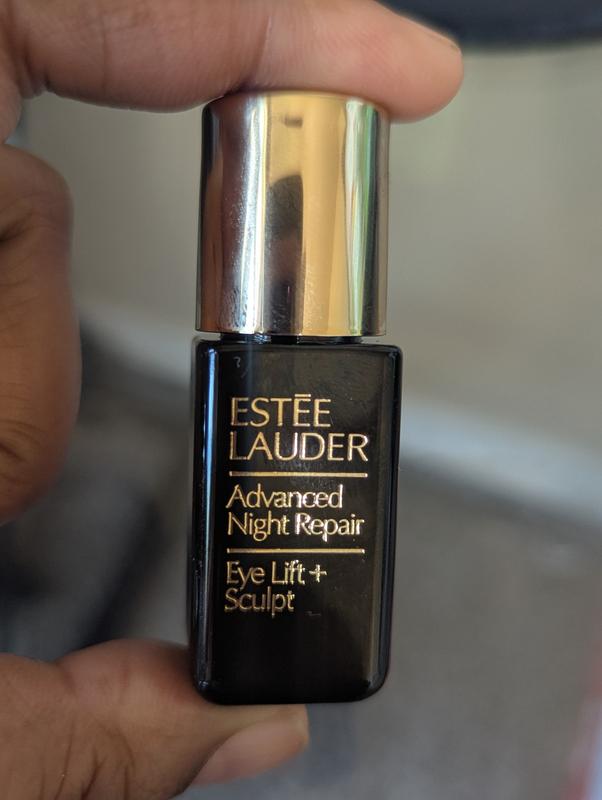 ESTĒE
LAUDER
Advanced
Night Repair
Eye Lift +
Sculpt